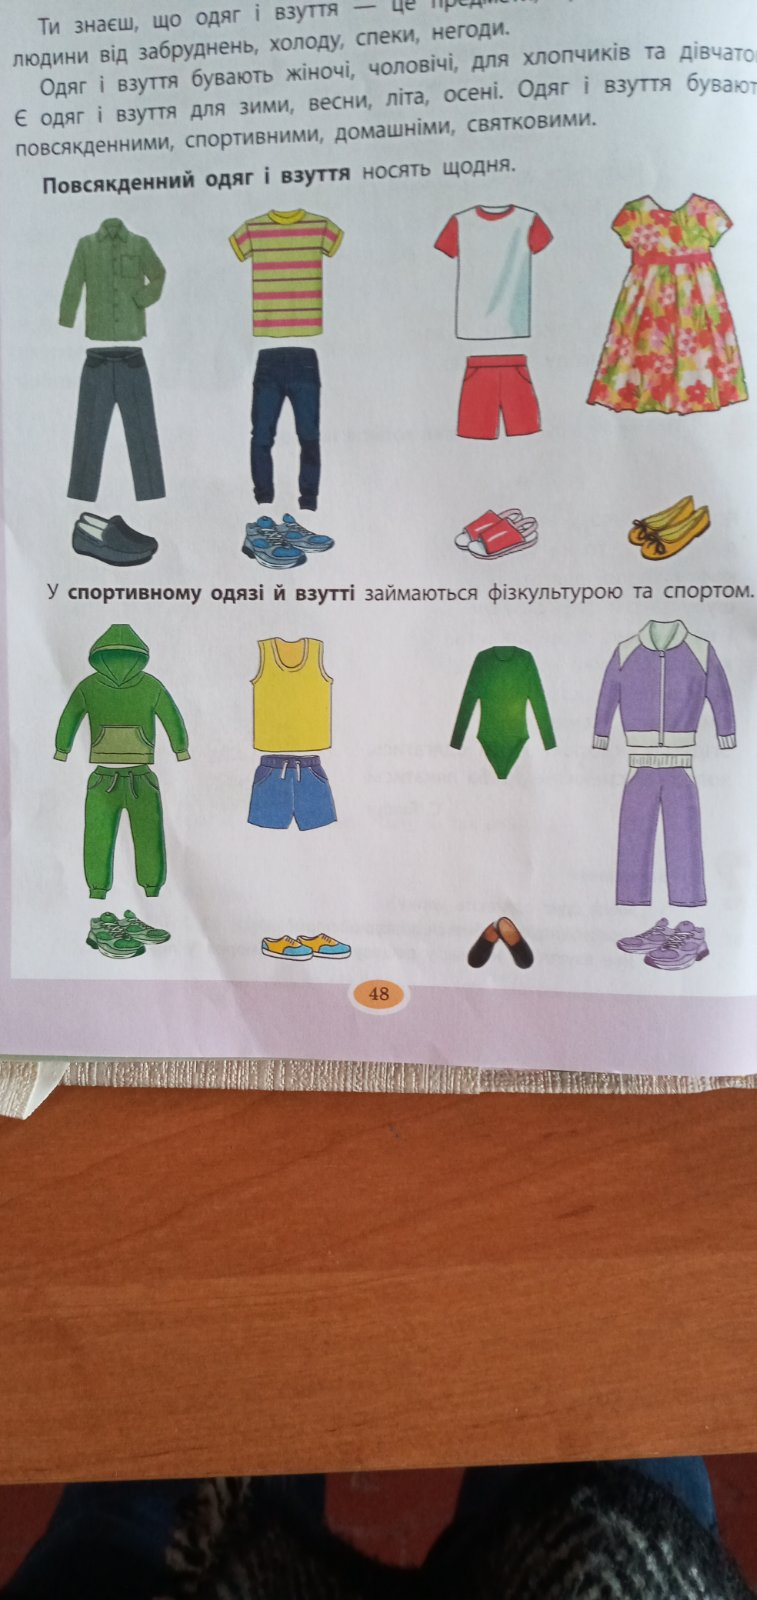 Ти знаєш, що одяг і взуття — це
людини від забруднень, холоду, спеки, негоди.
Одяг і взуття бувають жіночі, чоловічі, для хлопчиків та дівчато
Є одяг і взуття для зими, весни, літа, осені. Одяг і взуття бувают
повсякденними, спортивними, домашніми, святковими.
Повсякденний одяг і взуття носять щодня.
У спортивному одязі й взутті займаються фізкультурою та спортом.
48